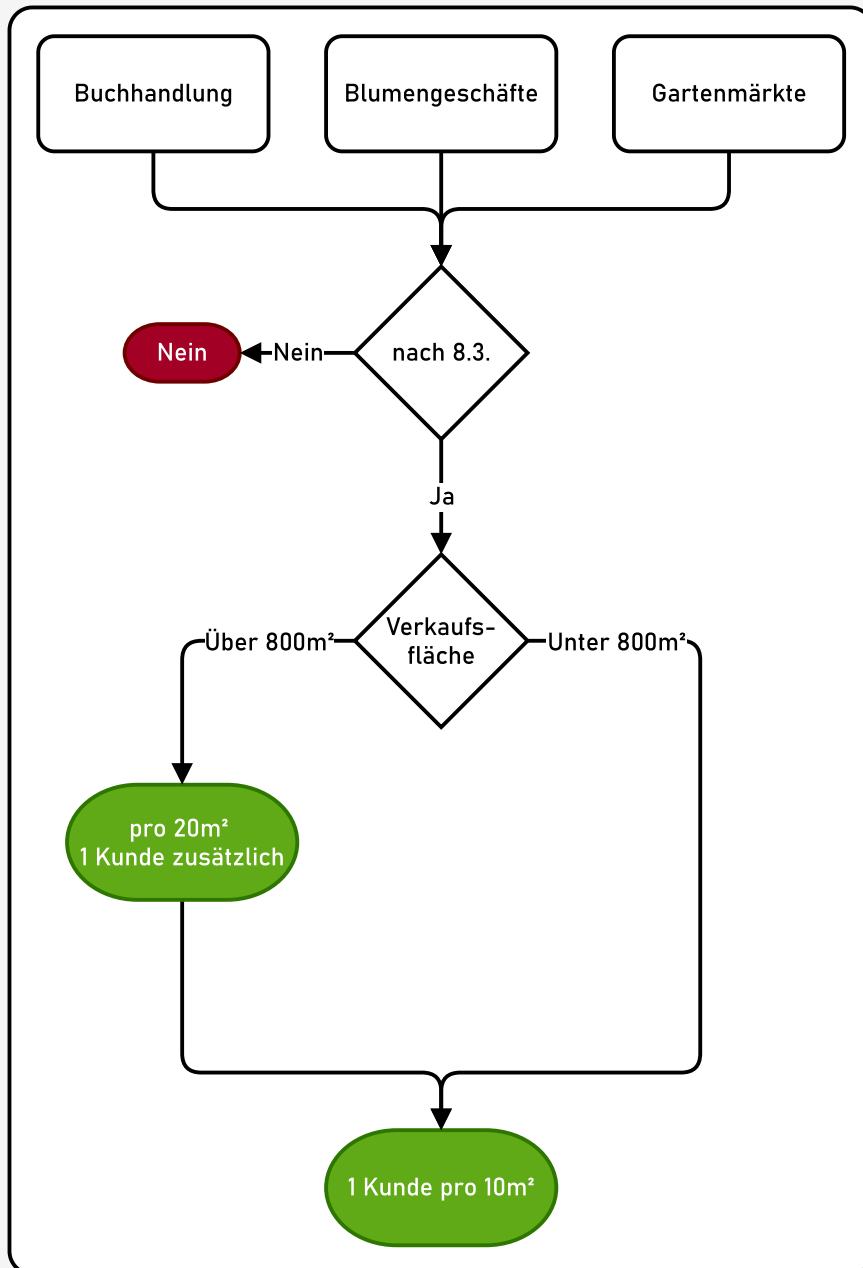 Buchhandlung
Blumengeschäfte
Gartenmärkte
Nein
Nein
nach 8.3.
Ja
Verkaufs-
fläche
Über 800m²
Unter 800m²
pro 20m²
1 Kunde zusätzlich
1 Kunde pro 10m²